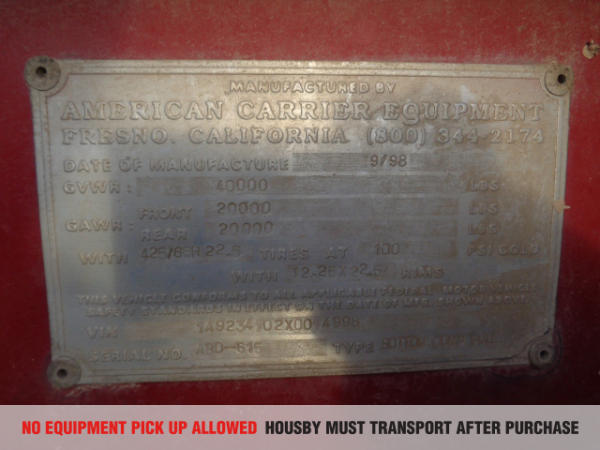 MANUFACTURED BY
AMERICAN CARRIER EQUIPMENT
FRESNO, CALIFORNIA (800) 344-2174
DATE OF MANUFACTURE 9/98
GVWR: 40000 LBS
FRONT 20000 LBS
GAWR:
REAR 20000 LBS
WITH 425/65R 22.5 TIRES AT 100 PSI COLD
WITH 12.25X22.5 RIMS
THIS VEHICLE CONFORMS TO ALL APPLICABLE FEDERAL MOTOR VEHICLE
SAFETY STANDARDS IN EFFECT ON THE DATE OF MFG. SHOWN ABOVE.
VIN
SERIAL NO. TYPE BOTTOM DUMP
NO EQUIPMENT PICK UP ALLOWED HOUSBY MUST TRANSPORT AFTER PURCHASE